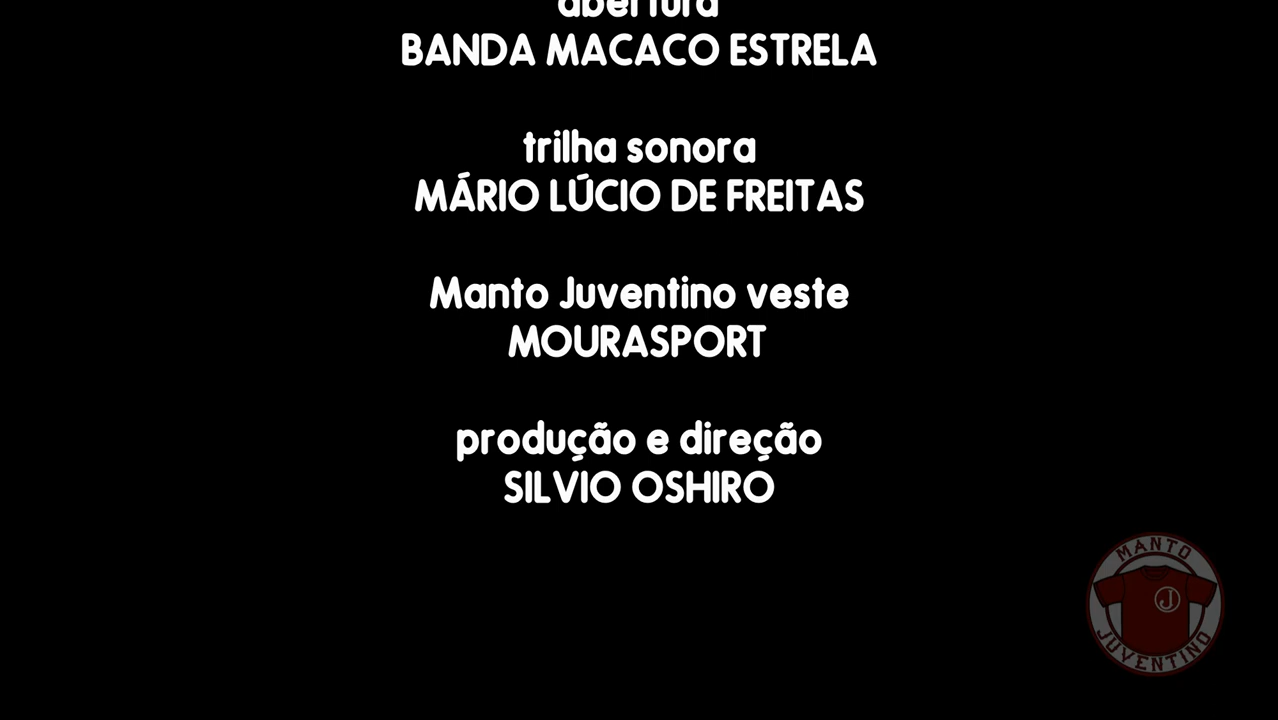 abertura
BANDA MACACO ESTRELA
trilha sonora
MÁRIO LÚCIO DE FREITAS
Manto Juventino veste
MOURASPORT
produção e direção
SILVIO OSHIRO
MANTO
J
JUVENTINO